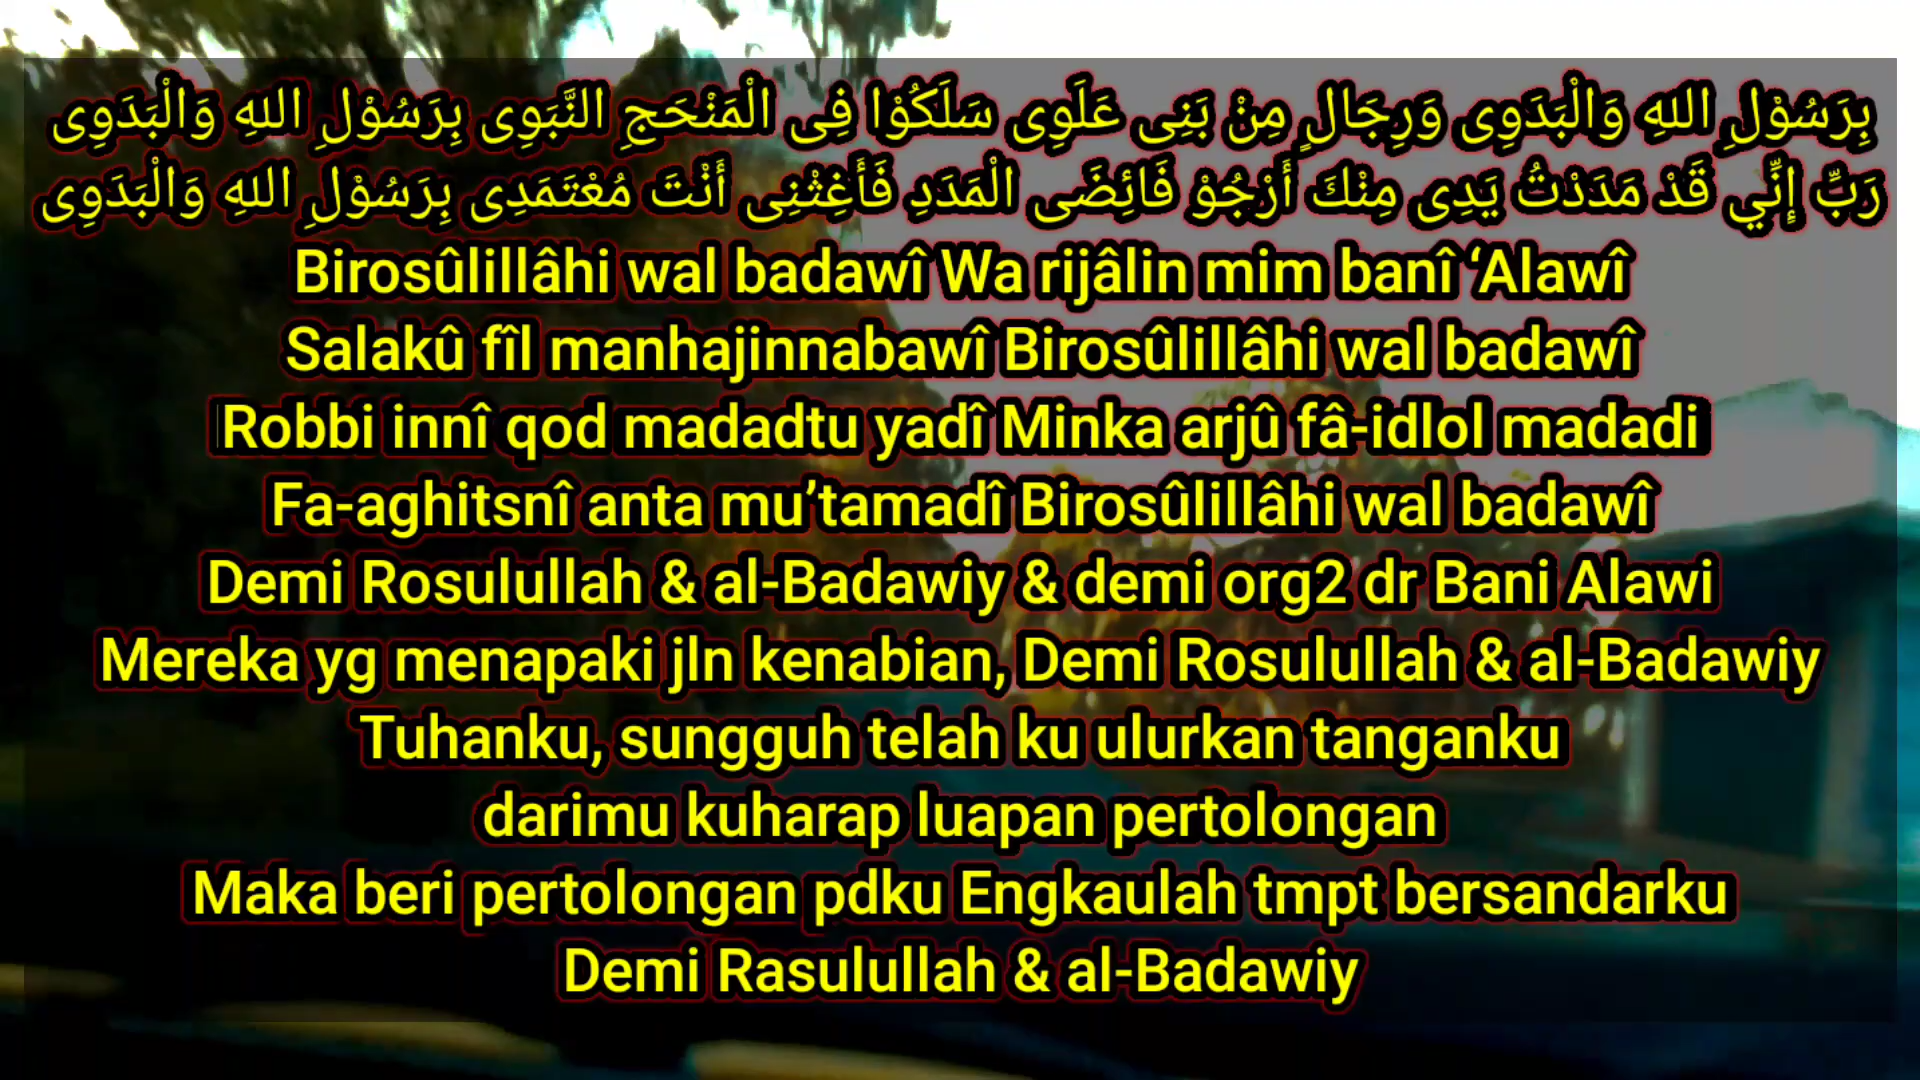 بِرَسُوْلِ اللهِ وَالْبَدَوِى وَرِجَالٍ مِنْ بَنِى عَلَوِى سَلَكُوْا فِى الْمَنْحَجِ النَّبَوِى بِرَسُوْلِ اللهِ وَالْبَدَوِى
رَبِّ إِنِّي قَدْ مَدَدْتُ يَدِى مِنْكَ أَرْجُوْ فَائِضَى الْمَدَدِ فَأَغِثْنِى أَنْتَ مُعْتَمَدِى بِرَسُوْلِ اللهِ وَالْبَدَوِى
Birosûlillâhi wal badawî Wa rijâlin mim banî ‘Alawî
Salakû fîl manhajinnabawî Birosûlillâhi wal badawî
Robbi innî qod madadtu yadî Minka arjû fâ-idlol madadi
Fa-aghitsnî anta mu’tamadî Birosûlillâhi wal badawî
Demi Rosulullah & al-Badawiy & demi org2 dr Bani Alawi
Mereka yg menapaki jln kenabian, Demi Rosulullah & al-Badawiy
Tuhanku, sungguh telah ku ulurkan tanganku
darimu kuharap luapan pertolongan
Maka beri pertolongan pdku Engkaulah tmpt bersandarku
Demi Rasulullah & al-Badawiy